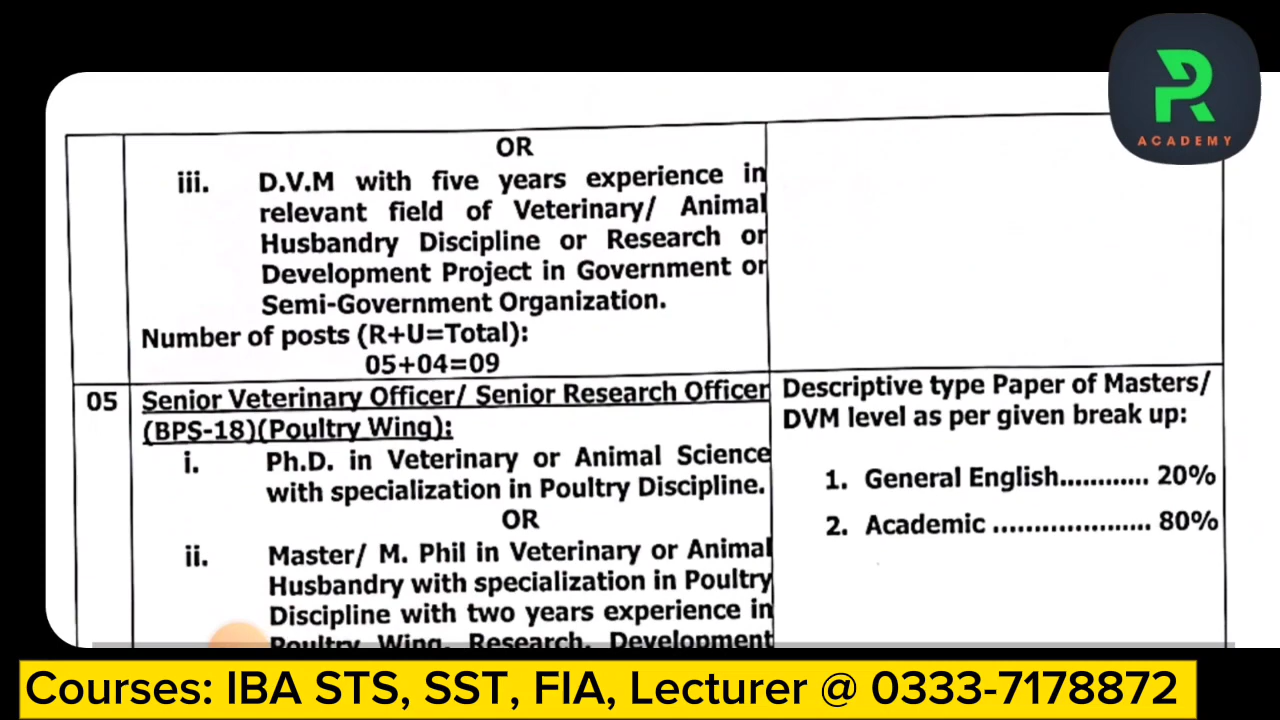 OR
iii. D.V.M with five years experience in
relevant field of Veterinary/ Animal
Husbandry Discipline or Research or
Development Project in Government or
Semi-Government Organization.
Number of posts (R+U=Total):
05+04=09
05 Senior Veterinary Officer/ Senior Research Officer
(BPS-18)(Poultry Wing):
i. Ph.D. in Veterinary or Animal Science
with specialization in Poultry Discipline.
OR
ii. Master/ M. Phil in Veterinary or Animal
Husbandry with specialization in Poultry
Discipline with two years experience in
Poultry Wing, Research, Development
Descriptive type Paper of Masters/
DVM level as per given break up:
1. General English............ 20%
2. Academic .................... 80%
R
ACADEMY
Courses: IBA STS, SST, FIA, Lecturer @ 0333-7178872